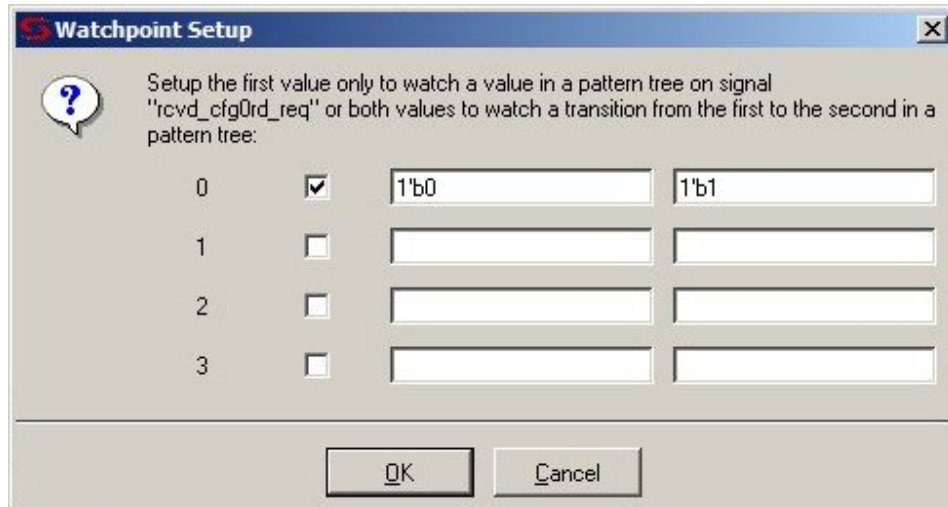 Watchpoint Setup
Setup the first value only to watch a value in a pattern tree on signal
"rcvd_cfg0rd_req" or both values to watch a transition from the first to the second in a
pattern tree:
0 1'b0 1'b1
1
2
3
OK Cancel